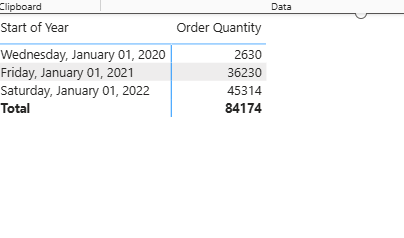 Clipboard Data
Start of Year Order Quantity
Wednesday, January 01, 2020 2630
Friday, January 01, 2021 36230
Saturday, January 01, 2022 45314
Total 84174